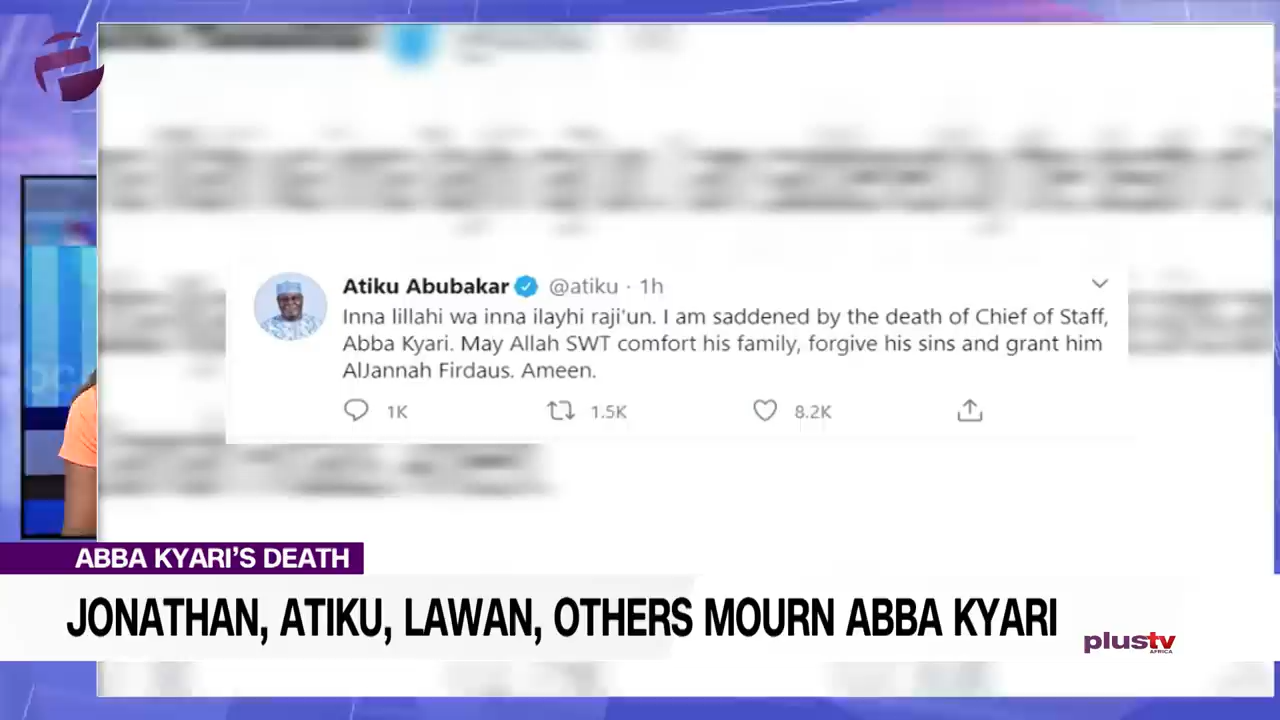 Atiku Abubakar @atiku · 1h
Inna lillahi wa inna ilayhi raji'un. I am saddened by the death of Chief of Staff,
Abba Kyari. May Allah SWT comfort his family, forgive his sins and grant him
AlJannah Firdaus. Ameen.
1K 1.5K 8.2K
ABBA KYARI'S DEATH
JONATHAN, ATIKU, LAWAN, OTHERS MOURN ABBA KYARI
plustv
AFRICA